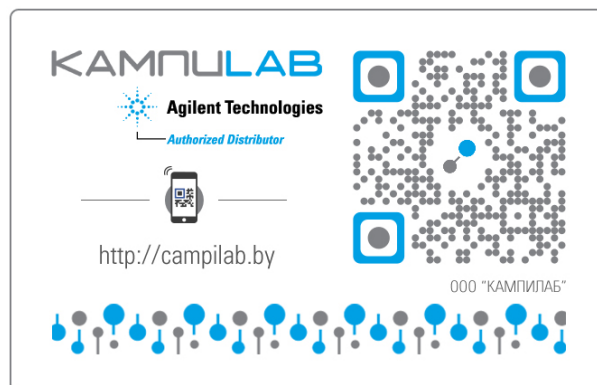 КАМПИLAB
Agilent Technologies
Authorized Distributor
http://campilab.by
ООО "КАМПИЛАБ"